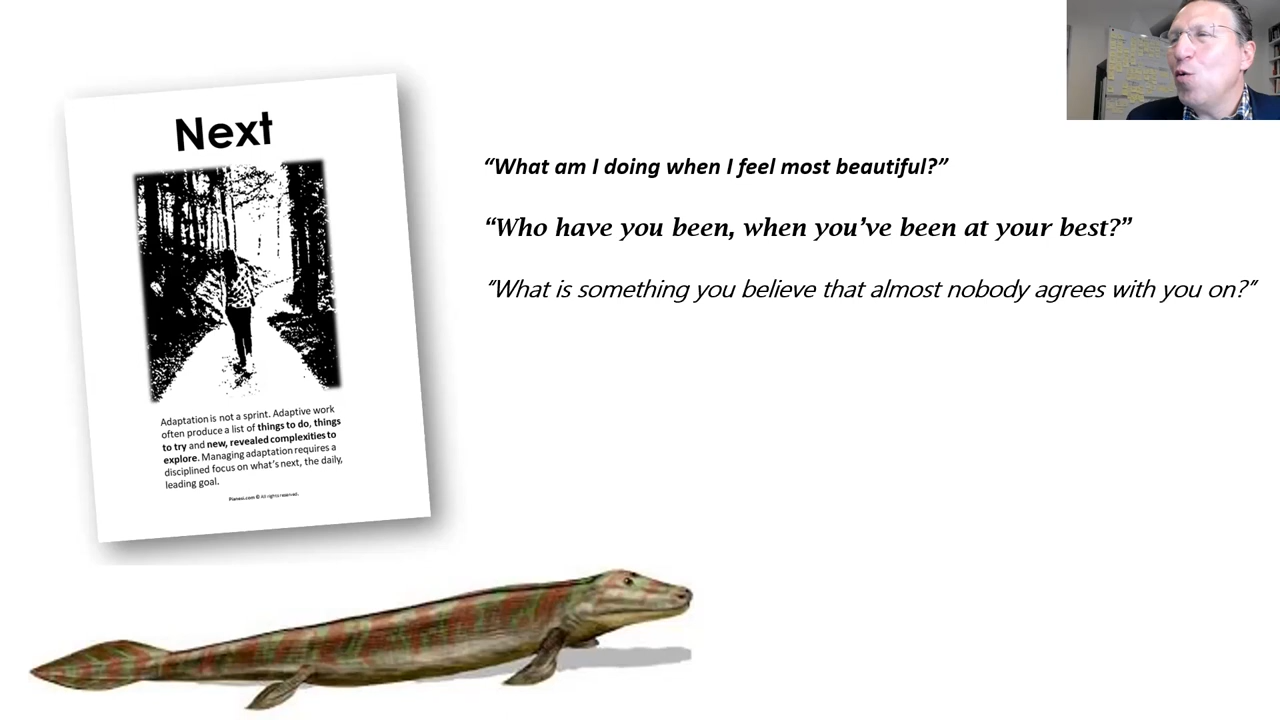 Next
Adaptation is not a sprint. Adaptive work
often produce a list of things to do, things
to try and new, revealed complexities to
explore. Managing adaptation requires a
disciplined focus on what's next, the daily,
leading goal.
“What am I doing when I feel most beautiful?”
“Who have you been, when you’ve been at your best?”
“What is something you believe that almost nobody agrees with you on?”